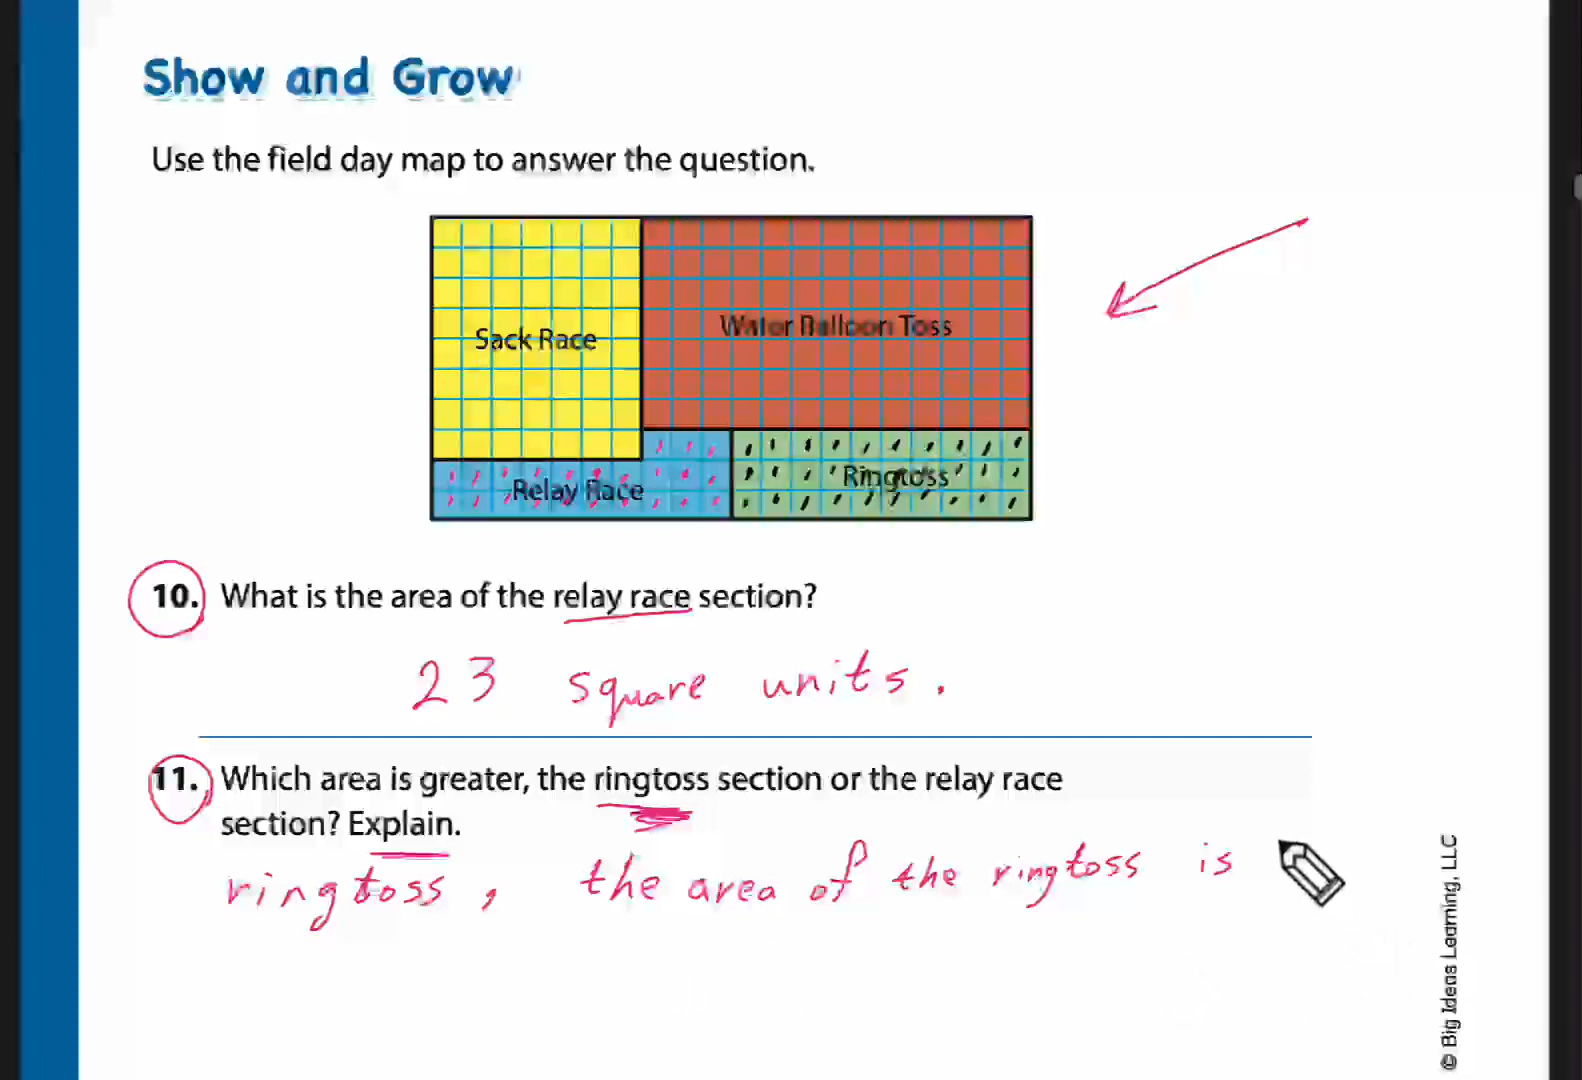 Show and Grow
Use the field day map to answer the question.
Sack Race
Water Balloon Toss
Relay Race
Ringtoss
10. What is the area of the relay race section?
23 square units.
11. Which area is greater, the ringtoss section or the relay race
section? Explain.
ringtoss, the area of the ringtoss is
© Big Ideas Learning, LLC